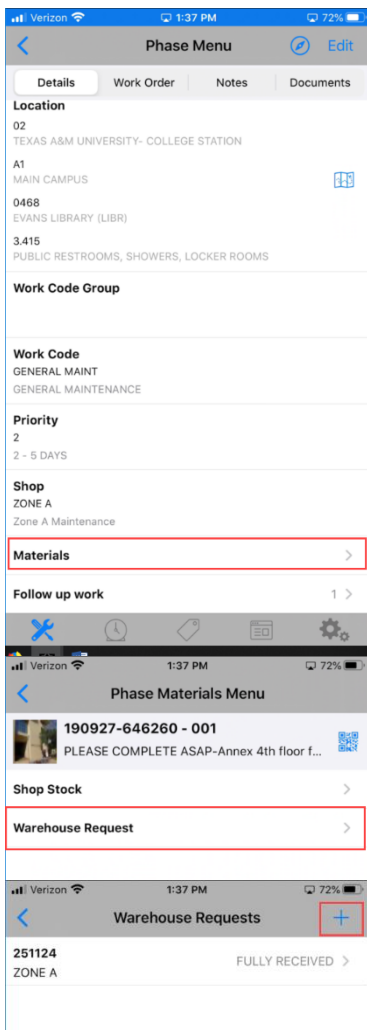 Verizon 1:37 PM 72%
Phase Menu Edit
Details Work Order Notes Documents
Location
02
TEXAS A&M UNIVERSITY- COLLEGE STATION
A1
MAIN CAMPUS
0468
EVANS LIBRARY (LIBR)
3.415
PUBLIC RESTROOMS, SHOWERS, LOCKER ROOMS
Work Code Group
Work Code
GENERAL MAINT
GENERAL MAINTENANCE
Priority
2
2 - 5 DAYS
Shop
ZONE A
Zone A Maintenance
Materials
Follow up work 1
Verizon 1:37 PM 72%
Phase Materials Menu
190927-646260 - 001
PLEASE COMPLETE ASAP-Annex 4th floor f...
Shop Stock
Warehouse Request
Verizon 1:37 PM 72%
Warehouse Requests
251124 FULLY RECEIVED
ZONE A